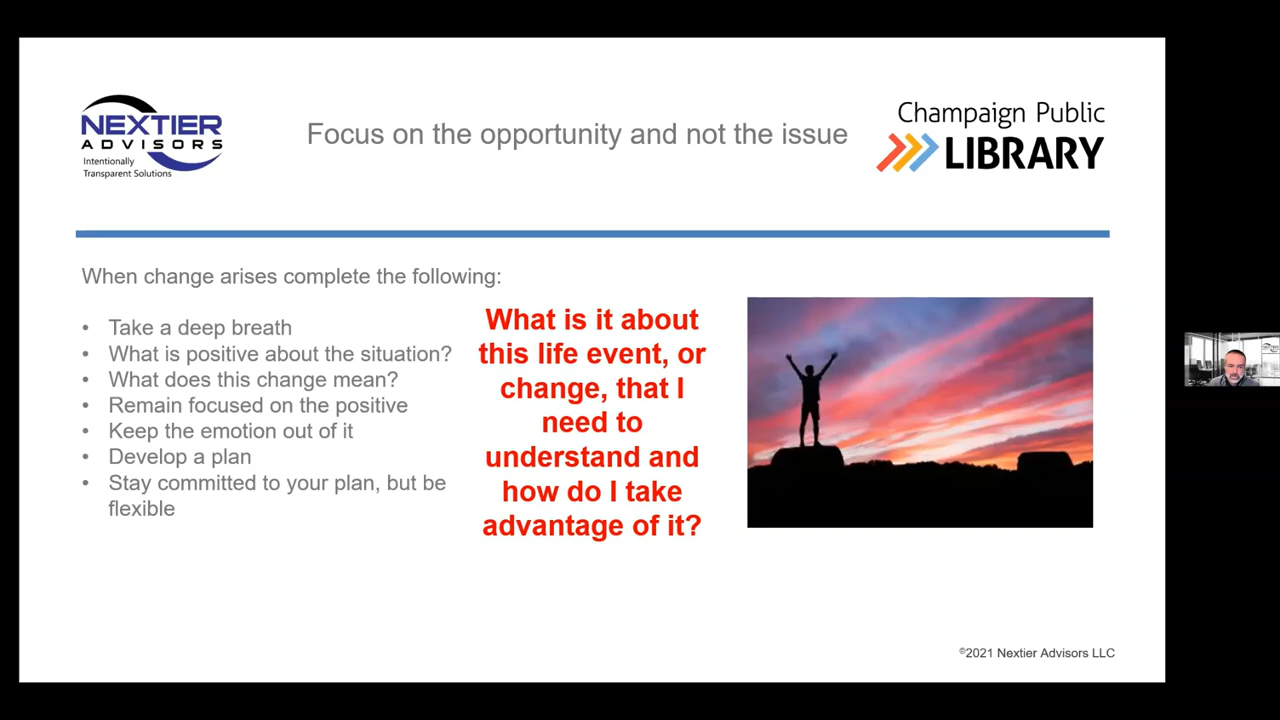 NEXTIER
ADVISORS
Intentionally
Transparent Solutions
Focus on the opportunity and not the issue
Champaign Public
LIBRARY
When change arises complete the following:
• Take a deep breath
• What is positive about the situation?
• What does this change mean?
• Remain focused on the positive
• Keep the emotion out of it
• Develop a plan
• Stay committed to your plan, but be
flexible
What is it about
this life event, or
change, that I
need to
understand and
how do I take
advantage of it?
©2021 Nextier Advisors LLC